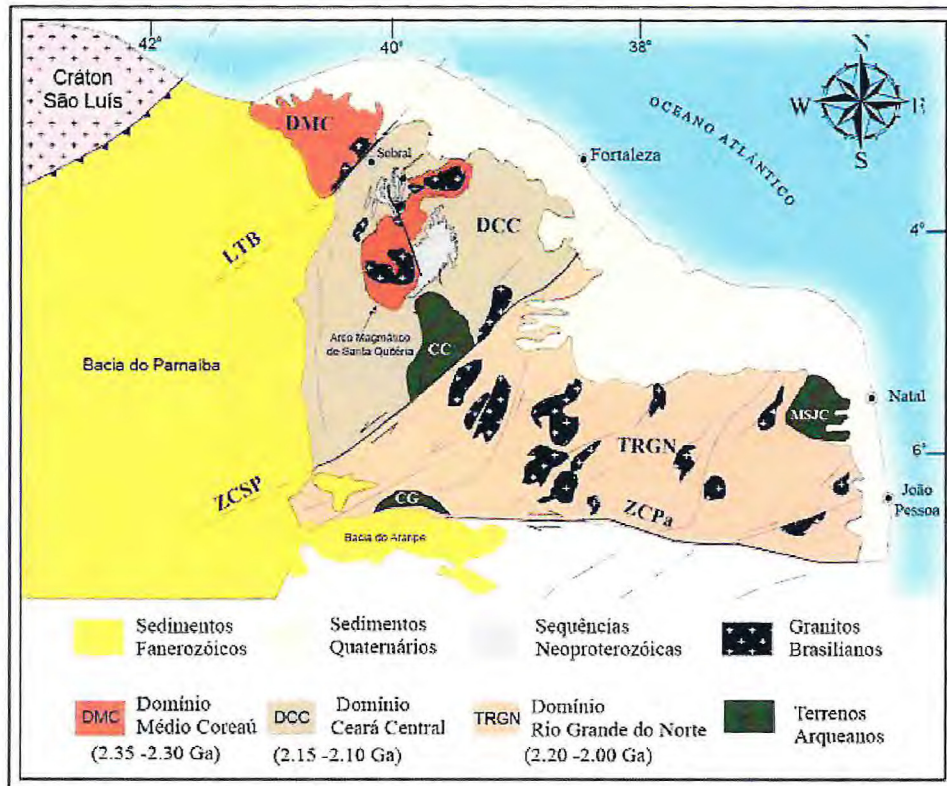 42°
40°
38°
Cráton
São Luís
DMC
Sobral
Fortaleza
OCEANO ATLÁNTICO
N
W
E
S
DCC
4°
LTB
Arco Magmático
de Santa Quitéria
CC
Bacia do Parnaíba
MSJC
Natal
TRGN
6°
ZCSP
CG
ZCPa
João
Pessoa
Bacia do Araripe
Sedimentos
Fanerozóicos
Sedimentos
Quaternários
Sequências
Neoproterozóicas
Granitos
Brasilianos
DMC
Domínio
Médio Coreaú
(2.35 -2.30 Ga)
DCC
Domínio
Ceará Central
(2.15 -2.10 Ga)
TRGN
Domínio
Rio Grande do Norte
(2.20 -2.00 Ga)
Terrenos
Arqueanos